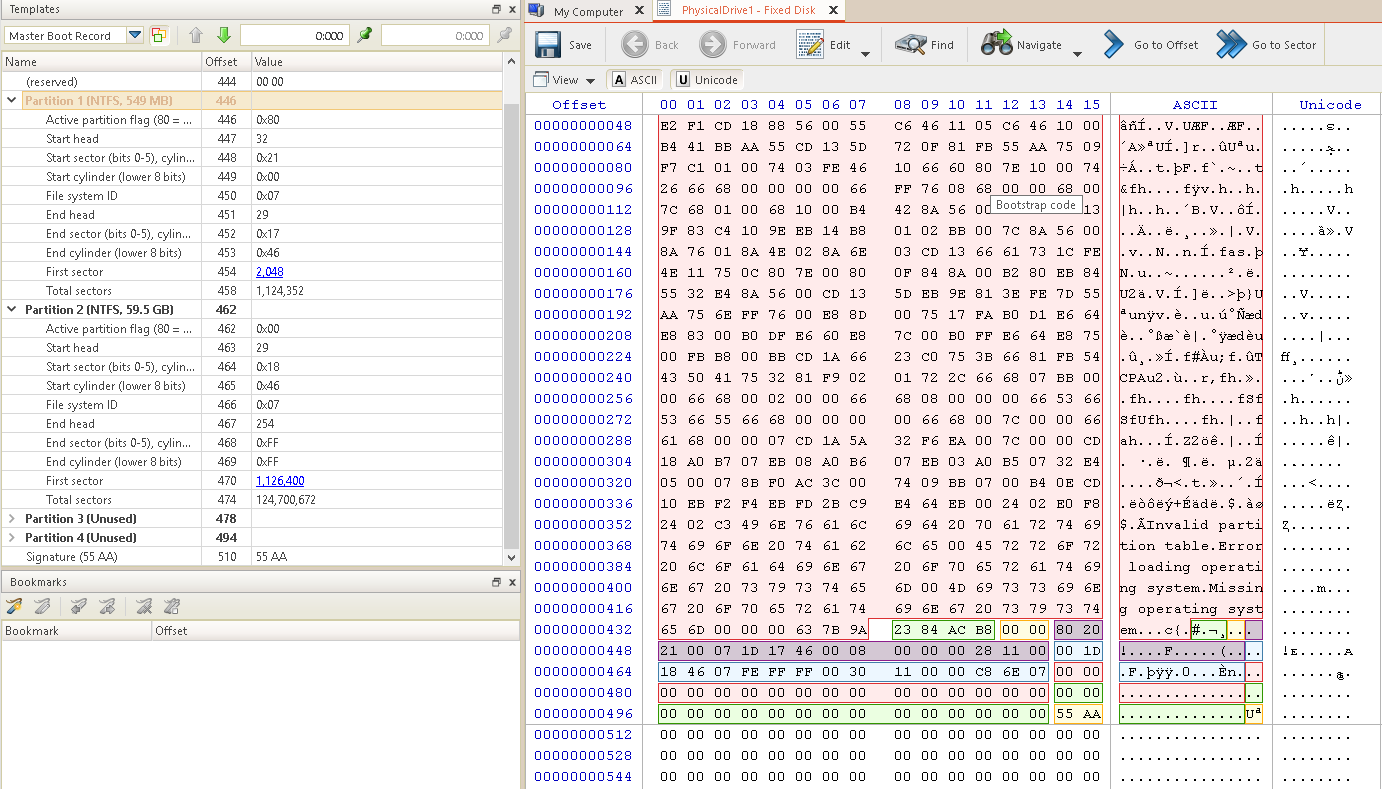 Templates
Master Boot Record 0:000 0:000
Name Offset Value
(reserved) 444 00 00
Partition 1 (NTFS, 549 MB) 446
Active partition flag (80 = ... 446 0x80
Start head 447 32
Start sector (bits 0-5), cylin... 448 0x21
Start cylinder (lower 8 bits) 449 0x00
File system ID 450 0x07
End head 451 29
End sector (bits 0-5), cylin... 452 0x17
End cylinder (lower 8 bits) 453 0x46
First sector 454 2,048
Total sectors 458 1,124,352
Partition 2 (NTFS, 59.5 GB) 462
Active partition flag (80 = ... 462 0x00
Start head 463 29
Start sector (bits 0-5), cylin... 464 0x18
Start cylinder (lower 8 bits) 465 0x46
File system ID 466 0x07
End head 467 254
End sector (bits 0-5), cylin... 468 0xFF
End cylinder (lower 8 bits) 469 0xFF
First sector 470 1,126,400
Total sectors 474 124,700,672
Partition 3 (Unused) 478
Partition 4 (Unused) 494
Signature (55 AA) 510 55 AA
Bookmarks
Bookmark Offset
My Computer PhysicalDrive1 - Fixed Disk
Save Back Forward Edit Find Navigate Go to Offset Go to Sector
View A ASCII U Unicode
Offset 00 01 02 03 04 05 06 07 08 09 10 11 12 13 14 15 ASCII Unicode
00000000048 E2 F1 CD 18 88 56 00 55 C6 46 11 05 C6 46 10 00 âñÍ..V.UÆF..ÆF..
00000000064 B4 41 BB AA 55 CD 13 5D 72 0F 81 FB 55 AA 75 09 ´A»ªUÍ.]r..ûUªu.
00000000080 F7 C1 01 00 74 03 FE 46 10 66 60 80 7E 10 00 74 ÷Á..t.þF.f`.~..t
00000000096 26 66 68 00 00 00 00 66 FF 76 08 68 00 00 68 00 &fh....fÿv.h..h.
Bootstrap code
00000000112 7C 68 01 00 68 10 00 B4 42 8A 56 00 13 |h..h..´B.V..ôÍ.
00000000128 9F 83 C4 10 9E EB 14 B8 01 02 BB 00 7C 8A 56 00 ..Ä..ë.¸..».|.V.
00000000144 8A 76 01 8A 4E 02 8A 6E 03 CD 13 66 61 73 1C FE .v..N..n.Í.fas.þ
00000000160 4E 11 75 0C 80 7E 00 80 0F 84 8A 00 B2 80 EB 84 N.u..~......².ë.
00000000176 55 32 E4 8A 56 00 CD 13 5D EB 9E 81 3E FE 7D 55 U2ä.V.Í.]ë..>þ}U
00000000192 AA 75 6E FF 76 00 E8 8D 00 75 17 FA B0 D1 E6 64 ªunÿv.è..u.ú°Ñæd
00000000208 E8 83 00 B0 DF E6 60 E8 7C 00 B0 FF E6 64 E8 75 è..°ßæ`è|.°ÿædèu
00000000224 00 FB B8 00 BB CD 1A 66 23 C0 75 3B 66 81 FB 54 .û¸.»Í.f#Àu;f.ûT
00000000240 43 50 41 75 32 81 F9 02 01 72 2C 66 68 07 BB 00 CPAu2.ù..r,fh.».
00000000256 00 66 68 00 02 00 00 66 68 08 00 00 00 66 53 66 .fh....fh....fSf
00000000272 53 66 55 66 68 00 00 00 00 66 68 00 7C 00 00 66 SfUfh....fh.|..f
00000000288 61 68 00 00 07 CD 1A 5A 32 F6 EA 00 7C 00 00 CD ah...Í.Z2öê.|..Í
00000000304 18 A0 B7 07 EB 08 A0 B6 07 EB 03 A0 B5 07 32 E4 . ·.ë. ¶.ë. µ.2ä
00000000320 05 00 07 8B F0 AC 3C 00 74 09 BB 07 00 B4 0E CD ....ð¬<.t.»..´.Í
00000000336 10 EB F2 F4 EB FD 2B C9 E4 64 EB 00 24 02 E0 F8 .ëòôëý+Éädë.$.àø
00000000352 24 02 C3 49 6E 76 61 6C 69 64 20 70 61 72 74 69 $.ÃInvalid parti
00000000368 74 69 6F 6E 20 74 61 62 6C 65 00 45 72 72 6F 72 tion table.Error
00000000384 20 6C 6F 61 64 69 6E 67 20 6F 70 65 72 61 74 69 loading operati
00000000400 6E 67 20 73 79 73 74 65 6D 00 4D 69 73 73 69 6E ng system.Missin
00000000416 67 20 6F 70 65 72 61 74 69 6E 67 20 73 79 73 74 g operating syst
00000000432 65 6D 00 00 00 63 7B 9A 23 84 AC B8 00 00 80 20 em...c{.#.¬¸...
00000000448 21 00 07 1D 17 46 00 08 00 00 00 28 11 00 00 1D !....F.....(....
00000000464 18 46 07 FE FF FF 00 30 11 00 00 C8 6E 07 00 00 .F.þÿÿ.0...Èn...
00000000480 00 00 00 00 00 00 00 00 00 00 00 00 00 00 00 00 ................
00000000496 00 00 00 00 00 00 00 00 00 00 00 00 00 00 55 AA ..............Uª
00000000512 00 00 00 00 00 00 00 00 00 00 00 00 00 00 00 00 ................
00000000528 00 00 00 00 00 00 00 00 00 00 00 00 00 00 00 00 ................
00000000544 00 00 00 00 00 00 00 00 00 00 00 00 00 00 00 00 ................